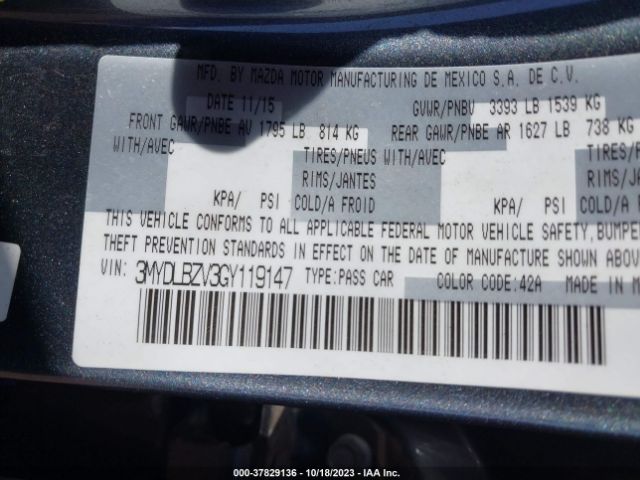 MFD. BY MAZDA MOTOR MANUFACTURING DE MEXICO S.A. DE C.V.
DATE 11/15 GVWR/PNBV 3393 LB 1539 KG
FRONT GAWR/PNBE AV 1795 LB 814 KG REAR GAWR/PNBE AR 1627 LB 738 KG
WITH/AVEC TIRES/PNEUS WITH/AVEC TIRES/P
RIMS/JANTES RIMS/JA
KPA/ PSI COLD/A FROID KPA/ PSI COLD/A
THIS VEHICLE CONFORMS TO ALL APPLICABLE FEDERAL MOTOR VEHICLE SAFETY, BUMPER
THEFT PREVENTION STANDARDS IN EFFECT ON THE DATE OF MANUFACTURE SHOWN ABOVE
VIN: 3MYDLBZV3GY119147 TYPE:PASS CAR COLOR CODE:42A MADE IN M
000-37829136 - 10/18/2023 - IAA Inc.